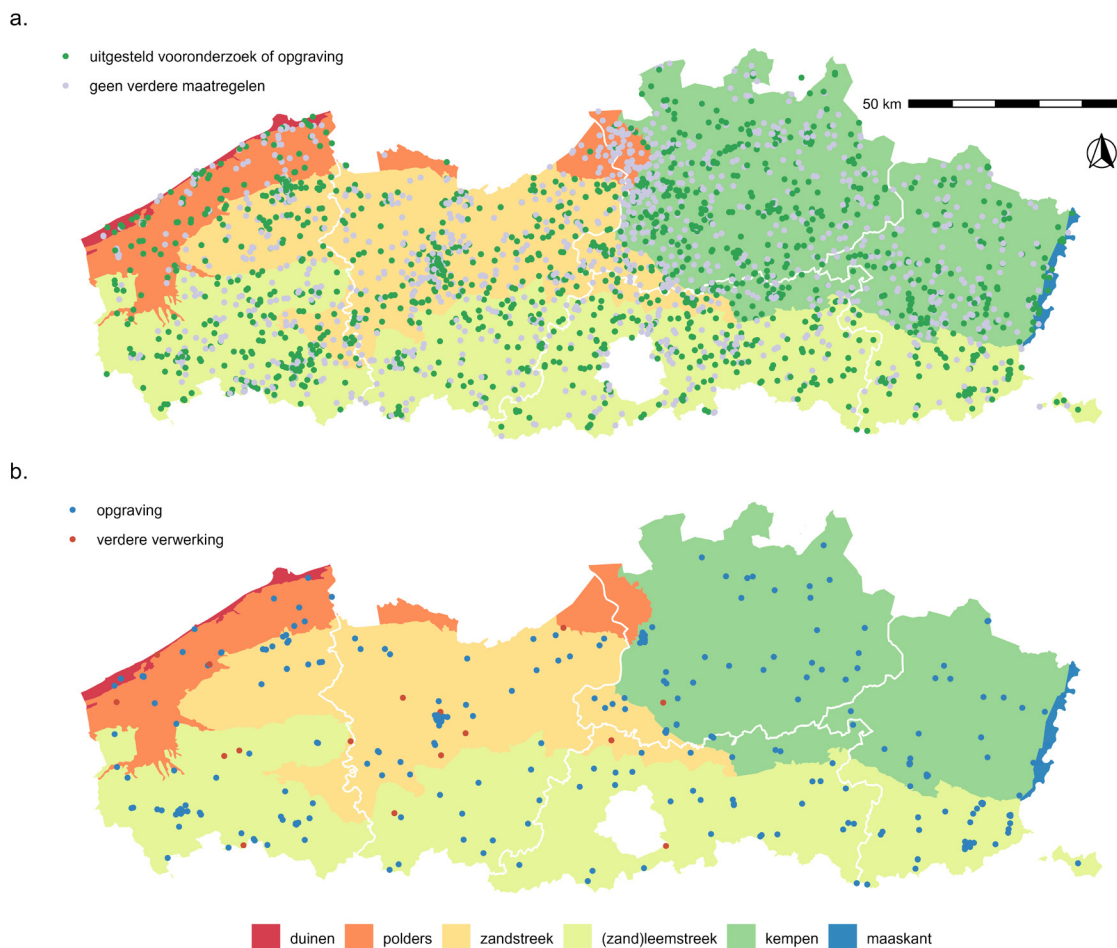 a.
uitgesteld vooronderzoek of opgraving
geen verdere maatregelen
50 km
b.
opgraving
verdere verwerking
duinen polders zandstreek (zand)leemstreek kempen maaskant